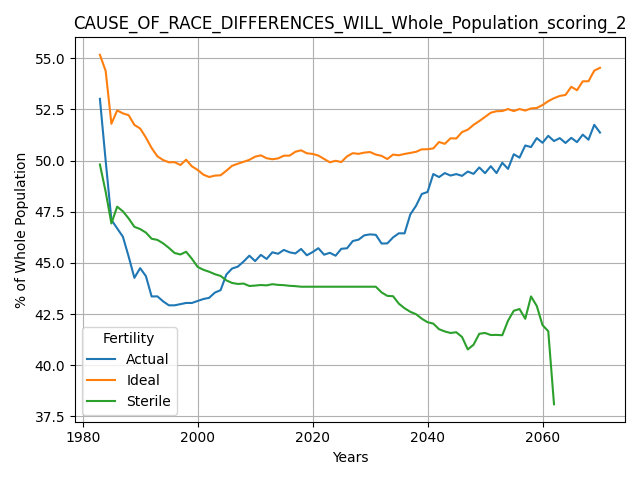 CAUSE_OF_RACE_DIFFERENCES_WILL_Whole_Population_scoring_2
% of Whole Population
55.0
52.5
50.0
47.5
45.0
42.5
40.0
37.5
Fertility
Actual
Ideal
Sterile
1980 2000 2020 2040 2060
Years